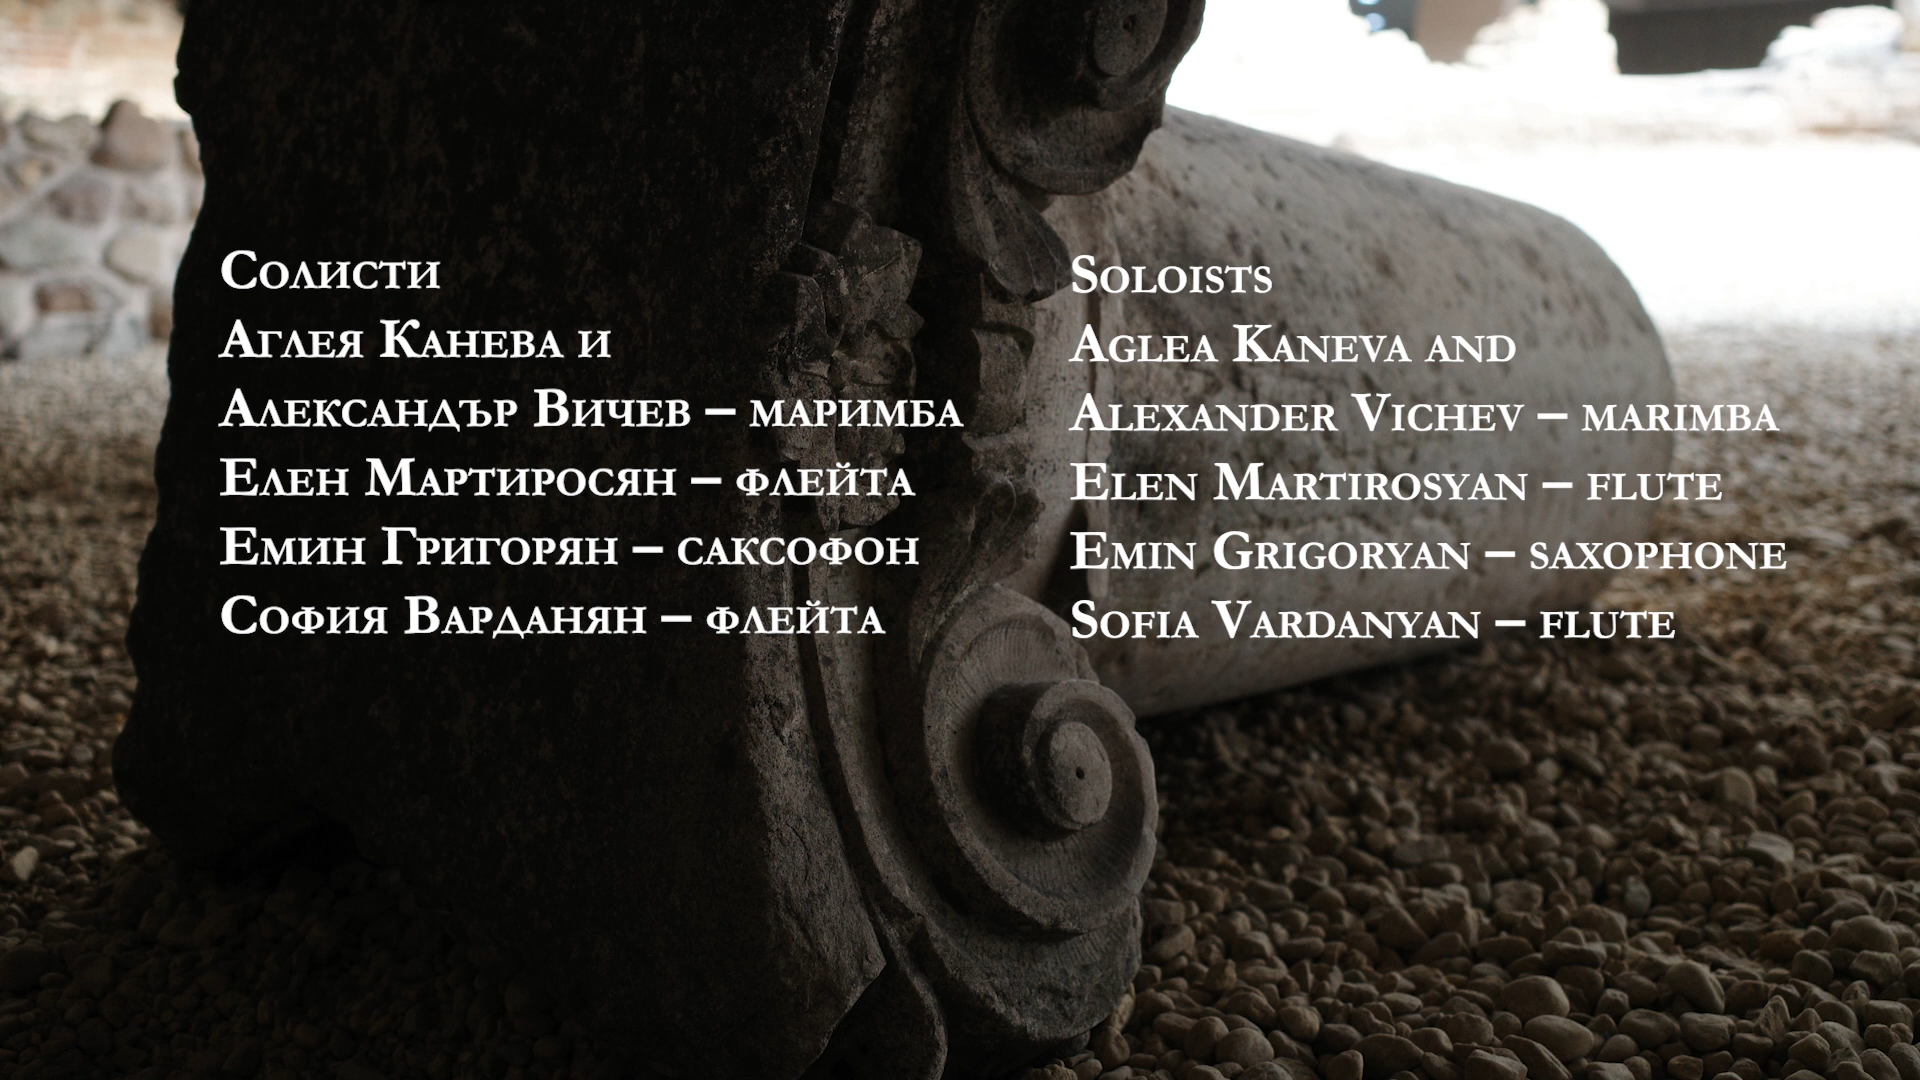 Солисти
Аглея Канева и
Александър Вичев – маримба
Елен Мартиросян – флейта
Емин Григорян – саксофон
София Варданян – флейта
Soloists
Aglea Kaneva and
Alexander Vichev – marimba
Elen Martirosyan – flute
Emin Grigoryan – saxophone
Sofia Vardanyan – flute